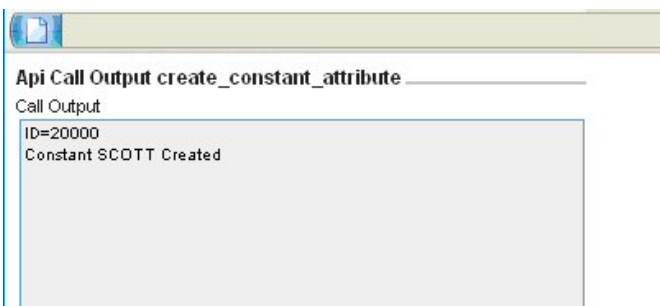 Api Call Output create_constant_attribute
Call Output
ID=20000
Constant SCOTT Created